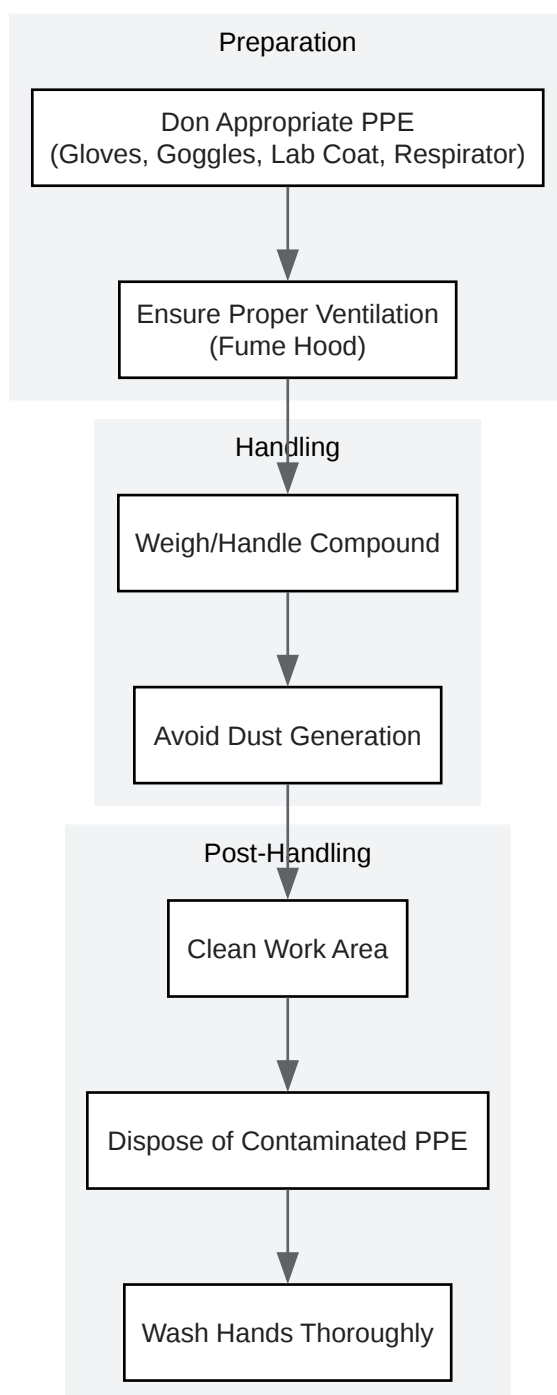 Preparation
Don Appropriate PPE
(Gloves, Goggles, Lab Coat, Respirator)
Ensure Proper Ventilation
(Fume Hood)
Handling
Weigh/Handle Compound
Avoid Dust Generation
Post-Handling
Clean Work Area
Dispose of Contaminated PPE
Wash Hands Thoroughly